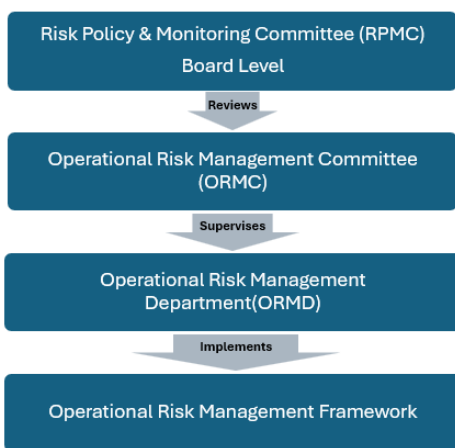 Risk Policy & Monitoring Committee (RPMC)
Board Level
Reviews
Operational Risk Management Committee
(ORMC)
Supervises
Operational Risk Management
Department(ORMD)
Implements
Operational Risk Management Framework